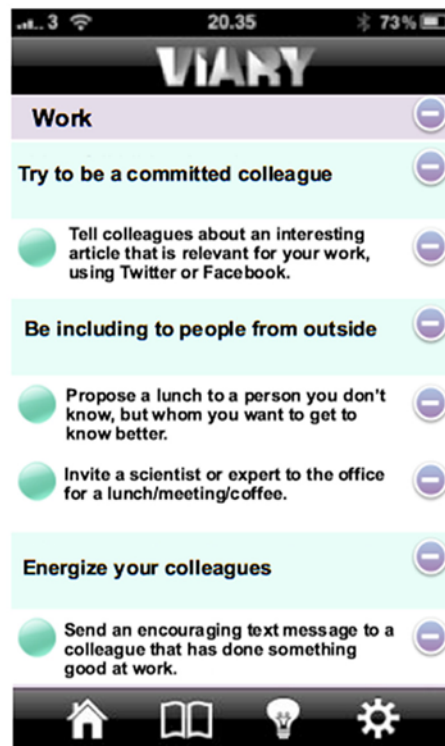 3 20.35 73%
VIARY
Work
Try to be a committed colleague
Tell colleagues about an interesting
article that is relevant for your work,
using Twitter or Facebook.
Be including to people from outside
Propose a lunch to a person you don't
know, but whom you want to get to
know better.
Invite a scientist or expert to the office
for a lunch/meeting/coffee.
Energize your colleagues
Send an encouraging text message to a
colleague that has done something
good at work.